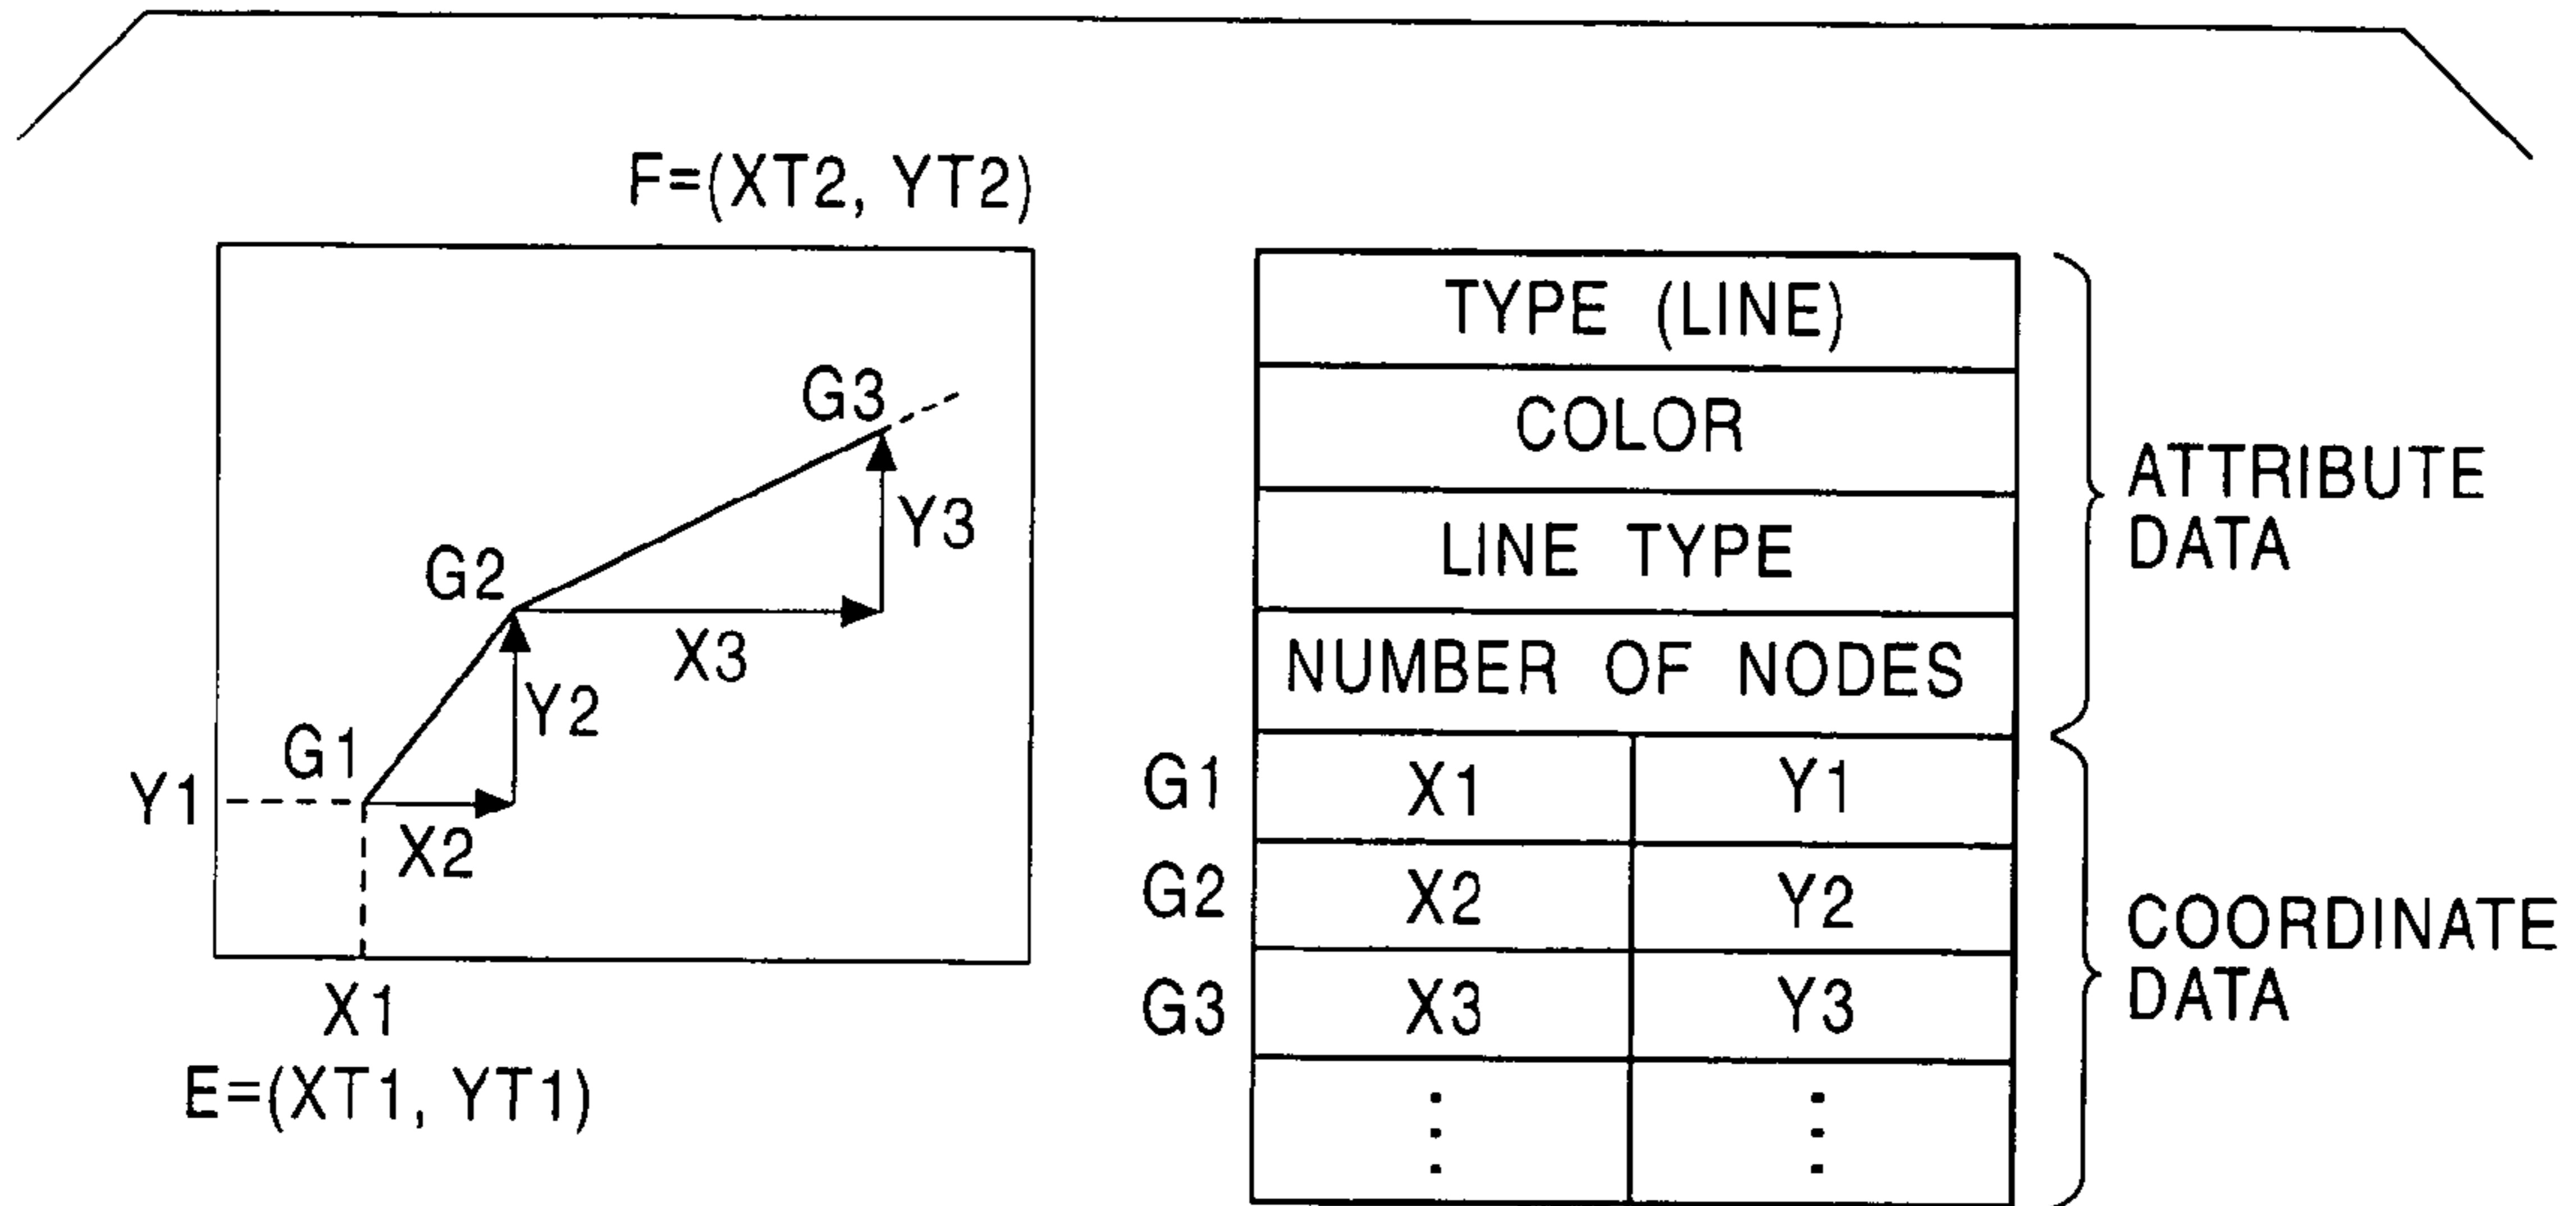 F=(XT2, YT2)
G3
Y3
G2
X3
Y2
G1
Y1
X2
X1
E=(XT1, YT1)
TYPE (LINE)
COLOR
LINE TYPE
NUMBER OF NODES
G1 X1 Y1
G2 X2 Y2
G3 X3 Y3
ATTRIBUTE
DATA
COORDINATE
DATA